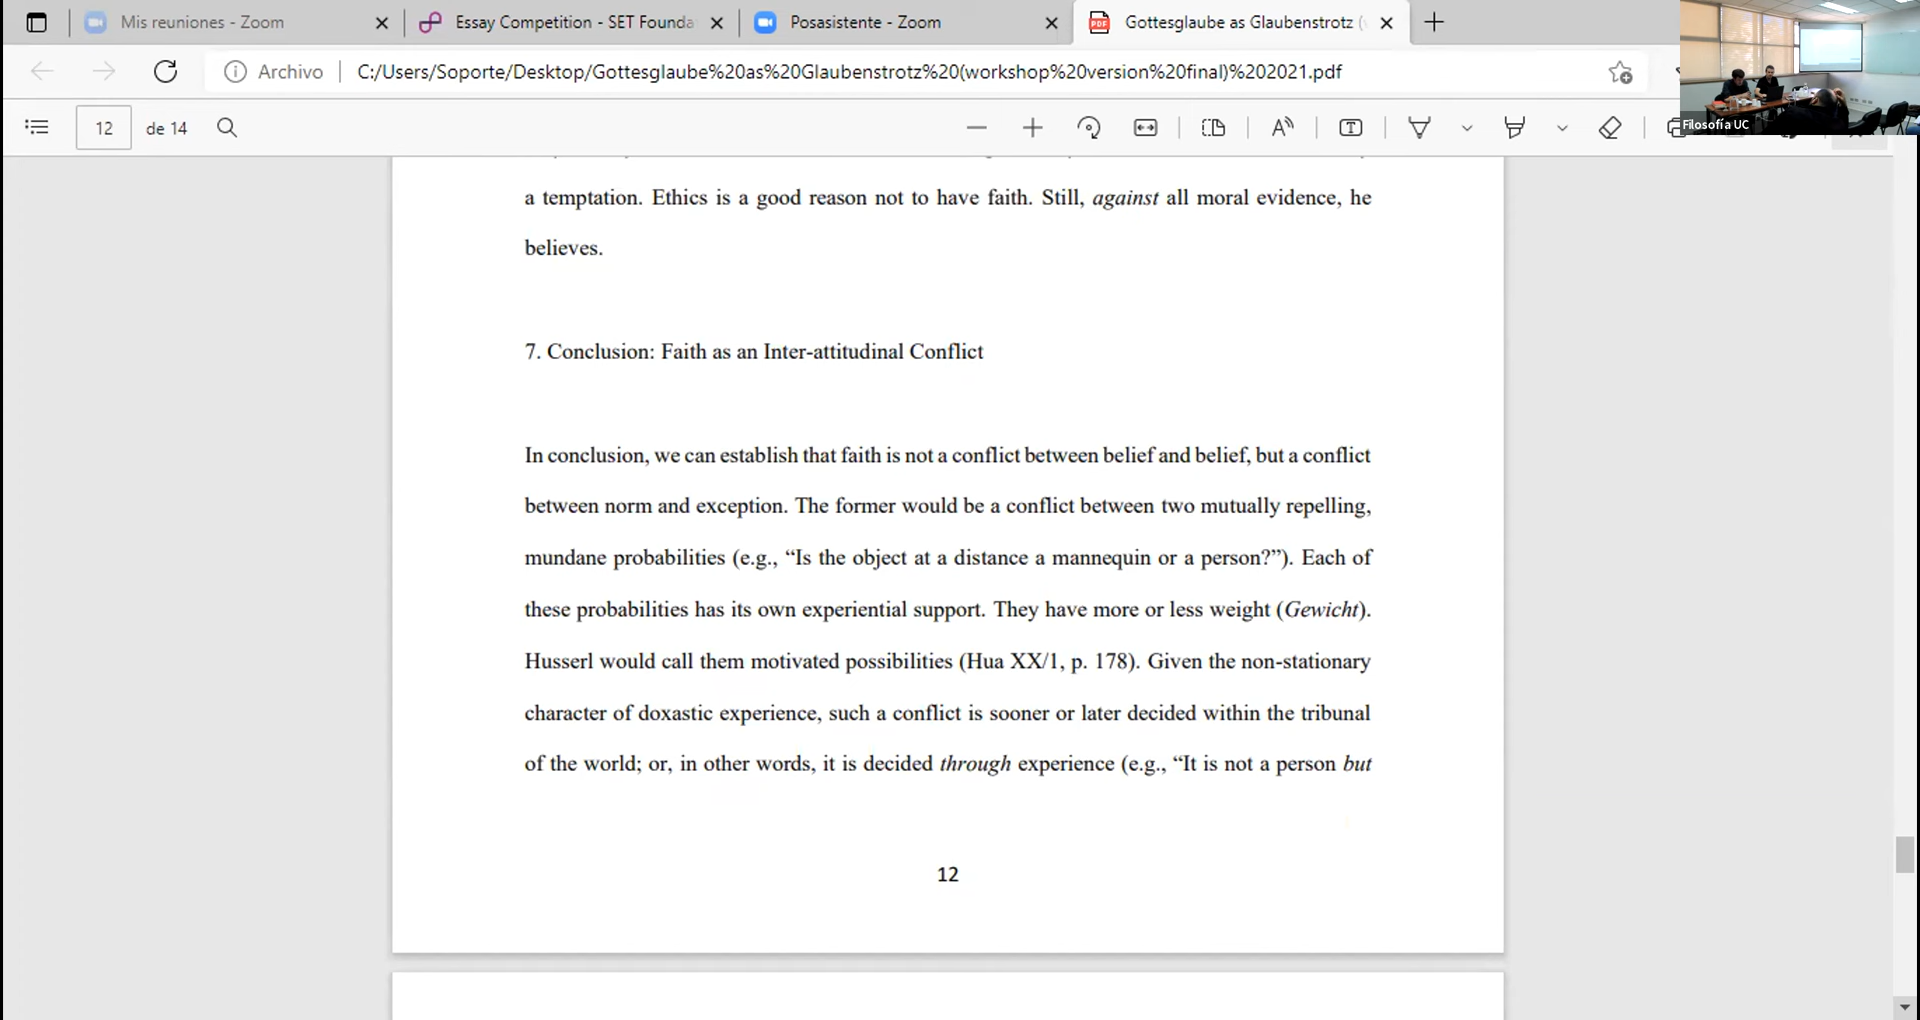 Mis reuniones - Zoom
Essay Competition - SET Founda
Posasistente - Zoom
Gottesglaube as Glaubenstrotz (
Archivo
C:/Users/Soporte/Desktop/Gottesglaube%20as%20Glaubenstrotz%20(workshop%20version%20final)%202021.pdf
Filosofía UC
12 de 14
a temptation. Ethics is a good reason not to have faith. Still, against all moral evidence, he
believes.
7. Conclusion: Faith as an Inter-attitudinal Conflict
In conclusion, we can establish that faith is not a conflict between belief and belief, but a conflict
between norm and exception. The former would be a conflict between two mutually repelling,
mundane probabilities (e.g., “Is the object at a distance a mannequin or a person?”). Each of
these probabilities has its own experiential support. They have more or less weight (Gewicht).
Husserl would call them motivated possibilities (Hua XX/1, p. 178). Given the non-stationary
character of doxastic experience, such a conflict is sooner or later decided within the tribunal
of the world; or, in other words, it is decided through experience (e.g., “It is not a person but
12